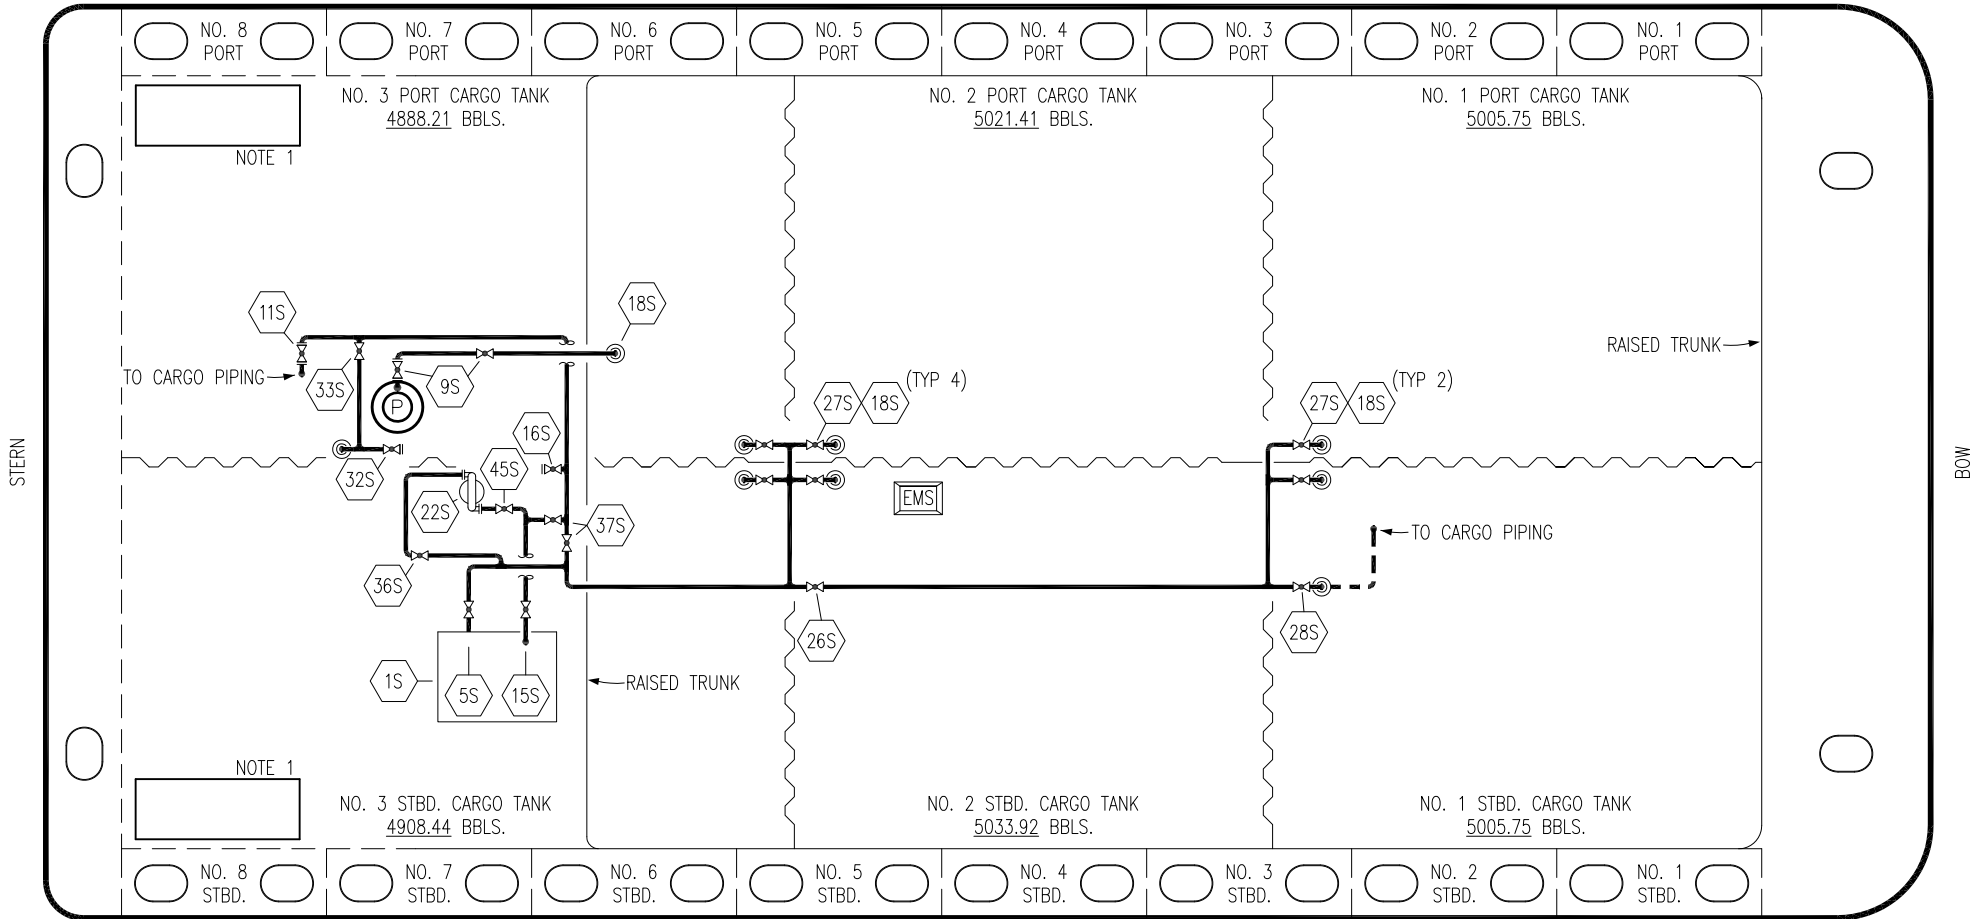 NO. 8
PORT
NO. 7
PORT
NO. 6
PORT
NO. 5
PORT
NO. 4
PORT
NO. 3
PORT
NO. 2
PORT
NO. 1
PORT
NO. 3 PORT CARGO TANK
4888.21 BBLS.
NO. 2 PORT CARGO TANK
5021.41 BBLS.
NO. 1 PORT CARGO TANK
5005.75 BBLS.
NOTE 1
11S
18S
RAISED TRUNK
TO CARGO PIPING
33S
9S
P
(TYP 4)
27S
18S
(TYP 2)
27S
18S
16S
STERN
BOW
32S
45S
22S
EMS
37S
TO CARGO PIPING
36S
26S
28S
1S
5S
15S
RAISED TRUNK
NOTE 1
NO. 3 STBD. CARGO TANK
4908.44 BBLS.
NO. 2 STBD. CARGO TANK
5033.92 BBLS.
NO. 1 STBD. CARGO TANK
5005.75 BBLS.
NO. 8
STBD.
NO. 7
STBD.
NO. 6
STBD.
NO. 5
STBD.
NO. 4
STBD.
NO. 3
STBD.
NO. 2
STBD.
NO. 1
STBD.